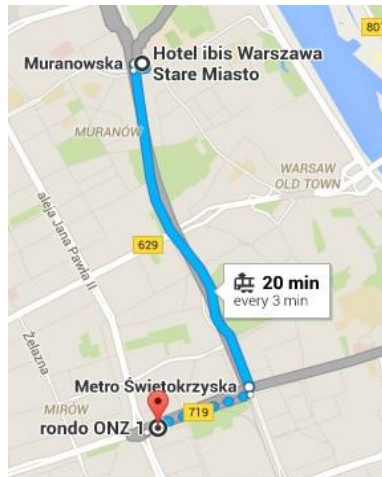 807
Hotel ibis Warszawa
Stare Miasto
Muranowska
MURANÓW
WARSAW
OLD TOWN
aleja Jana Pawła II
629
20 min
every 3 min
Żelazna
Metro Świętokrzyska
MIRÓW
719
rondo ONZ 1